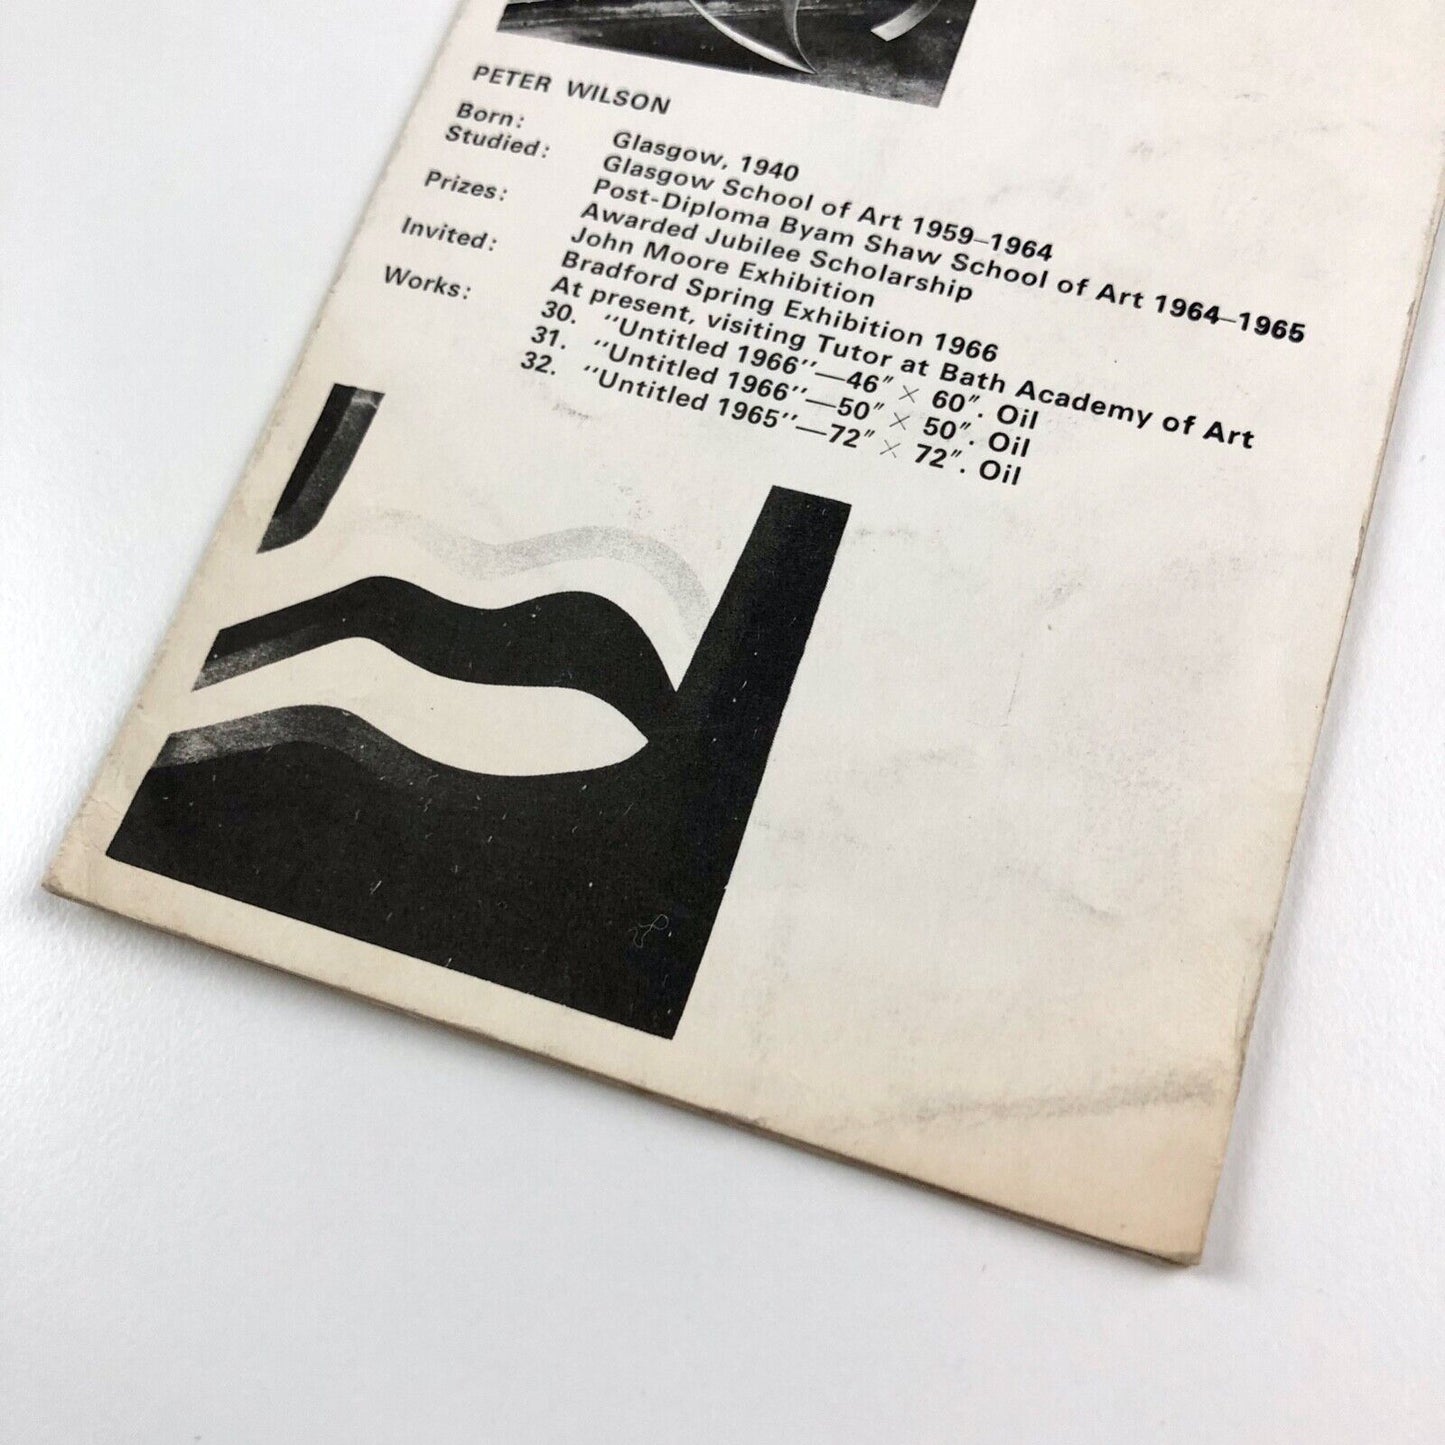 PETER WILSON
Born: Glasgow, 1940
Studied: Glasgow School of Art 1959–1964
Post-Diploma Byam Shaw School of Art 1964–1965
Prizes: Awarded Jubilee Scholarship
John Moore Exhibition
Invited: Bradford Spring Exhibition 1966
At present, visiting Tutor at Bath Academy of Art
Works: 30. “Untitled 1966”—46″ × 60″. Oil
31. “Untitled 1966”—50″ × 50″. Oil
32. “Untitled 1965”—72″ × 72″. Oil